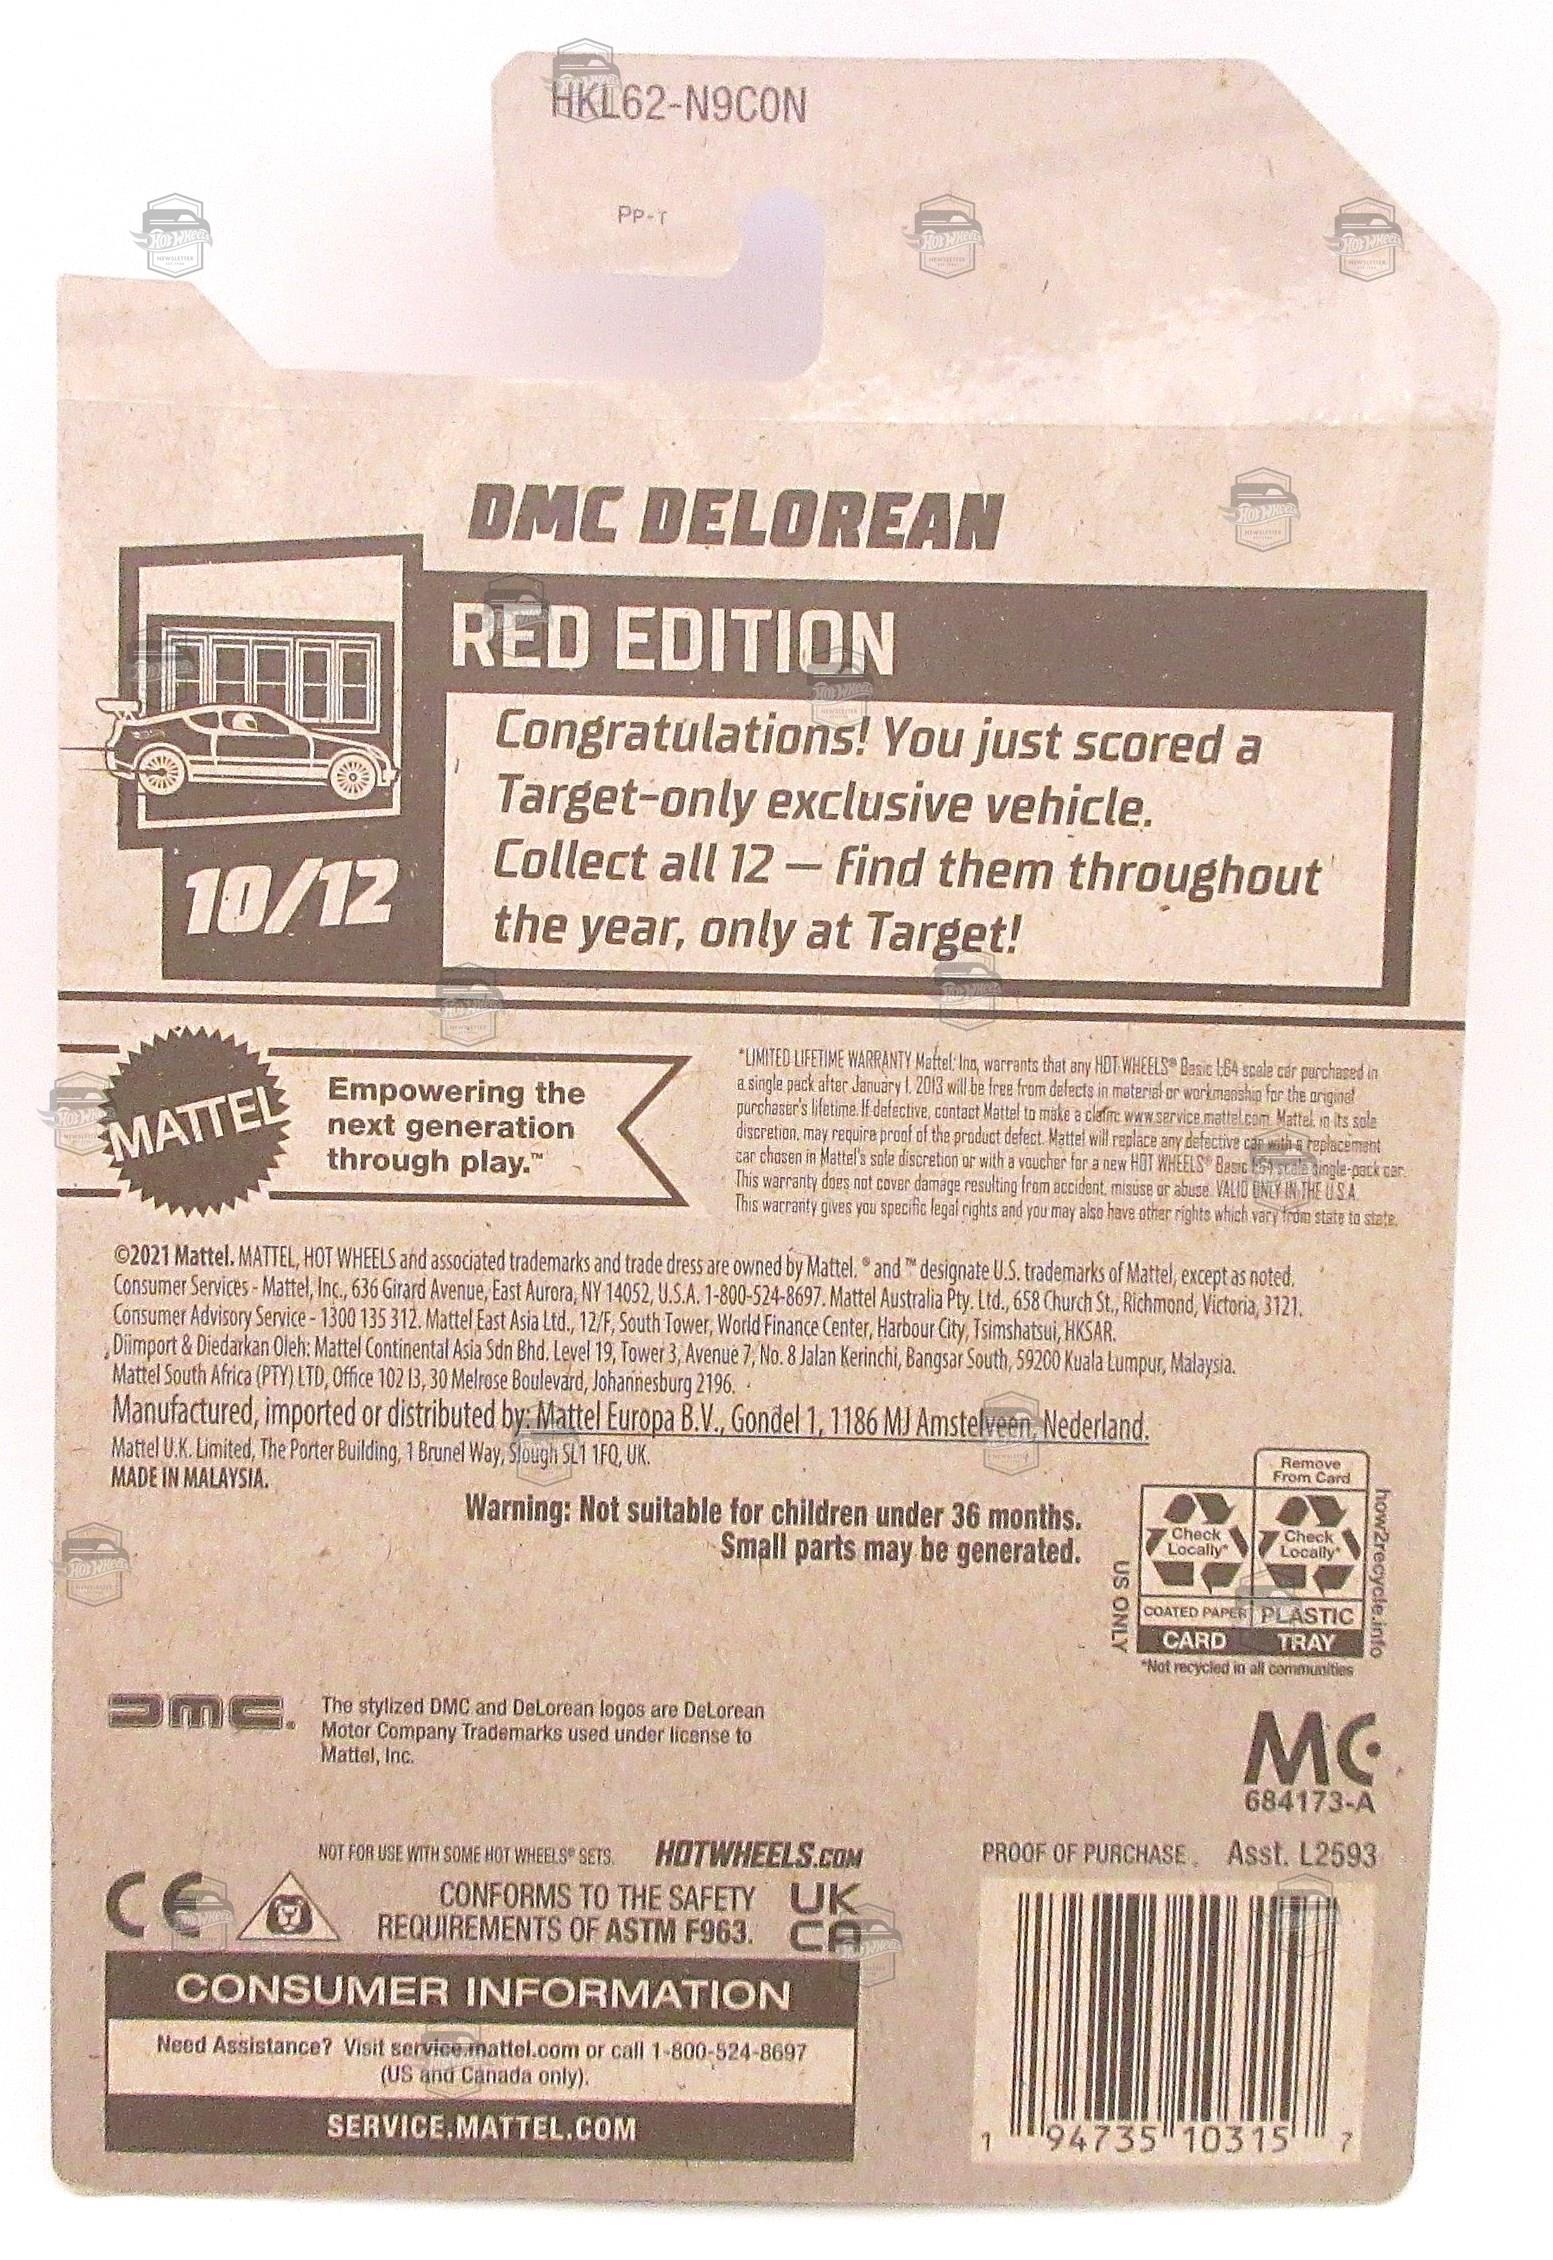 HKL62-N9C0N
PP-T
DMC DELOREAN
RED EDITION
Congratulations! You just scored a
Target-only exclusive vehicle.
Collect all 12 – find them throughout
the year, only at Target!
10/12
MATTEL
Empowering the
next generation
through play.™
*LIMITED LIFETIME WARRANTY Mattel, Inc. warrants that any HOT WHEELS® Basic 1:64 scale car purchased in
a single pack after January 1, 2013 will be free from defects in material or workmanship for the original
purchaser's lifetime. If defective, contact Mattel to make a claim: www.service.mattel.com. Mattel, in its sole
discretion, may require proof of the product defect. Mattel will replace any defective car with a replacement
car chosen in Mattel's sole discretion or with a voucher for a new HOT WHEELS® Basic 1:64 scale single-pack car.
This warranty does not cover damage resulting from accident, misuse or abuse. VALID ONLY IN THE U.S.A.
This warranty gives you specific legal rights and you may also have other rights which vary from state to state.
©2021 Mattel. MATTEL, HOT WHEELS and associated trademarks and trade dress are owned by Mattel. ® and ™ designate U.S. trademarks of Mattel, except as noted.
Consumer Services - Mattel, Inc., 636 Girard Avenue, East Aurora, NY 14052, U.S.A. 1-800-524-8697. Mattel Australia Pty. Ltd., 658 Church St., Richmond, Victoria, 3121.
Consumer Advisory Service - 1300 135 312. Mattel East Asia Ltd., 12/F, South Tower, World Finance Center, Harbour City, Tsimshatsui, HKSAR.
Diimport & Diedarkan Oleh: Mattel Continental Asia Sdn Bhd. Level 19, Tower 3, Avenue 7, No. 8 Jalan Kerinchi, Bangsar South, 59200 Kuala Lumpur, Malaysia.
Mattel South Africa (PTY) LTD, Office 102 I3, 30 Melrose Boulevard, Johannesburg 2196.
Manufactured, imported or distributed by: Mattel Europa B.V., Gondel 1, 1186 MJ Amstelveen, Nederland.
Mattel U.K. Limited, The Porter Building, 1 Brunel Way, Slough SL1 1FQ, UK.
MADE IN MALAYSIA.
Warning: Not suitable for children under 36 months.
Small parts may be generated.
Remove
From Card
Check
Locally*
Check
Locally*
COATED PAPER
PLASTIC
CARD
TRAY
US ONLY
how2recycle.info
*Not recycled in all communities
DMC.
The stylized DMC and DeLorean logos are DeLorean
Motor Company Trademarks used under license to
Mattel, Inc.
MC
684173-A
NOT FOR USE WITH SOME HOT WHEELS® SETS.
HOTWHEELS.COM
PROOF OF PURCHASE.
Asst. L2593
CE
CONFORMS TO THE SAFETY
REQUIREMENTS OF ASTM F963.
UK
CA
CONSUMER INFORMATION
Need Assistance? Visit service.mattel.com or call 1-800-524-8697
(US and Canada only).
SERVICE.MATTEL.COM
1 94735 10315 7